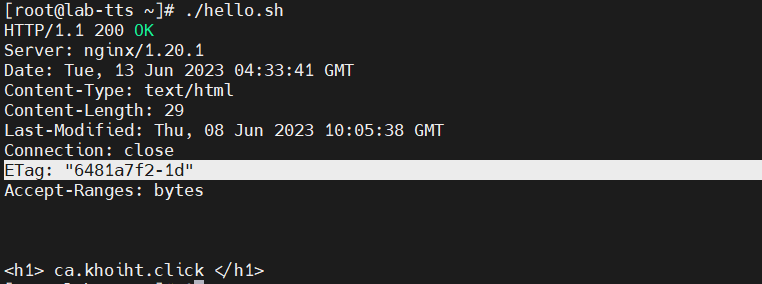 [root@lab-tts ~]# ./hello.sh
HTTP/1.1 200 OK
Server: nginx/1.20.1
Date: Tue, 13 Jun 2023 04:33:41 GMT
Content-Type: text/html
Content-Length: 29
Last-Modified: Thu, 08 Jun 2023 10:05:38 GMT
Connection: close
ETag: "6481a7f2-1d"
Accept-Ranges: bytes
<h1> ca.khoiht.click </h1>